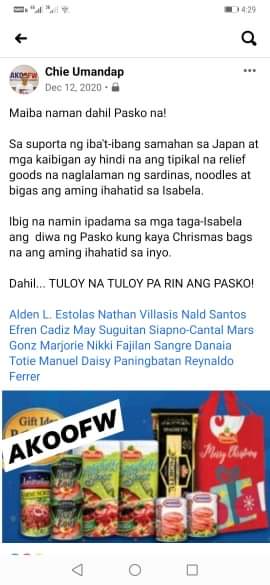 4:29
AKOOFW
Chie Umandap
Dec 12, 2020
Maiba naman dahil Pasko na!
Sa suporta ng iba't-ibang samahan sa Japan at
mga kaibigan ay hindi na ang tipikal na relief
goods na naglalaman ng sardinas, noodles at
bigas ang aming ihahatid sa Isabela.
Ibig na namin ipadama sa mga taga-Isabela
ang diwa ng Pasko kung kaya Chrismas bags
na ang aming ihahatid sa inyo.
Dahil... TULOY NA TULOY PA RIN ANG PASKO!
Alden L. Estolas Nathan Villasis Nald Santos
Efren Cadiz May Suguitan Siapno-Cantal Mars
Gonz Marjorie Nikki Fajilan Sangre Danaia
Totie Manuel Daisy Paningbatan Reynaldo
Ferrer
Gift
AKOOFW
SPAGHETTI
Merry Christmas